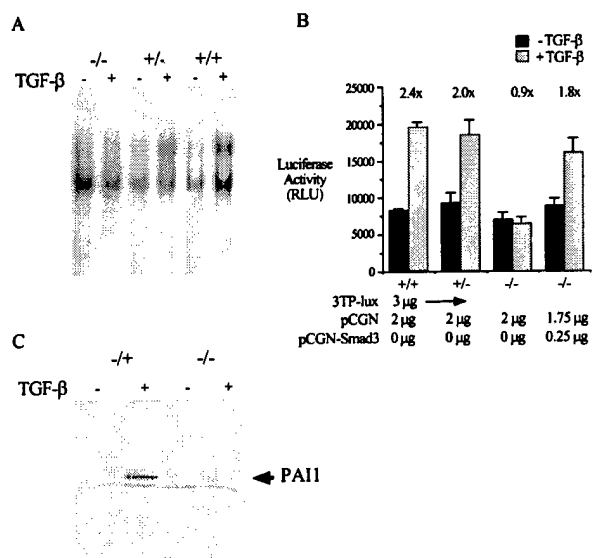 A
-/- +/- +/+
TGF-β - + - + - +
B
- TGF-β
+ TGF-β
2.4x 2.0x 0.9x 1.8x
25000
20000
15000
10000
5000
0
Luciferase
Activity
(RLU)
+/+ +/- -/- -/-
3TP-lux 3 µg
pCGN 2 µg 2 µg 2 µg 1.75 µg
pCGN-Smad3 0 µg 0 µg 0 µg 0.25 µg
C
-/+ -/-
TGF-β - + - +
PAI1